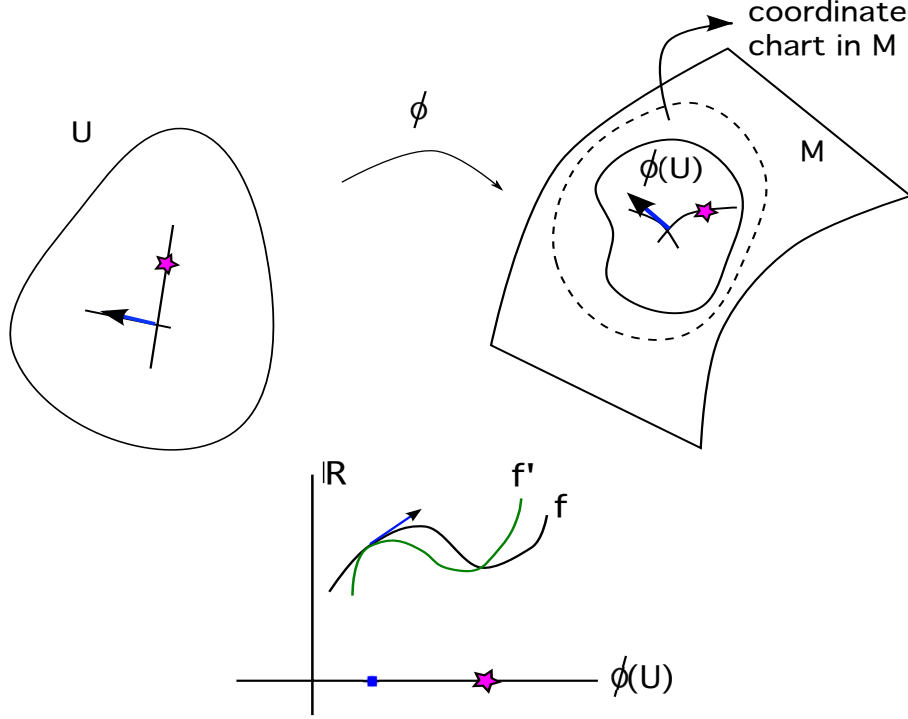 coordinate
chart in M
ϕ
U
M
ϕ(U)
ℝ
f'
f
ϕ(U)